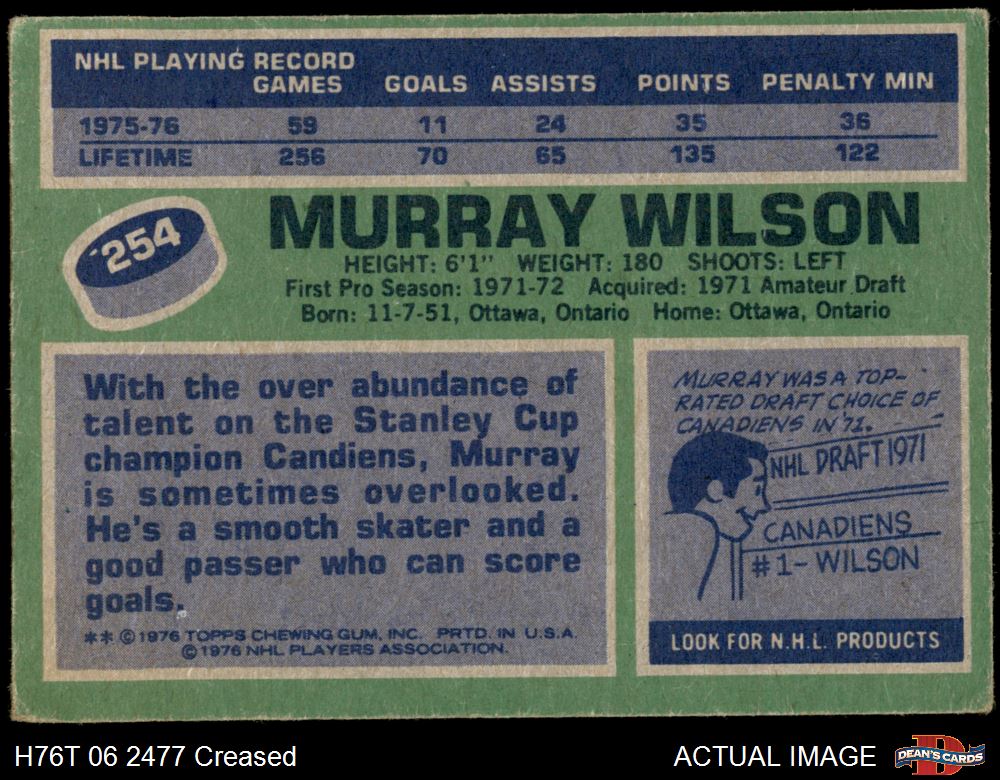 NHL PLAYING RECORD
GAMES GOALS ASSISTS POINTS PENALTY MIN
1975-76 59 11 24 35 36
LIFETIME 256 70 65 135 122
254
MURRAY WILSON
HEIGHT: 6'1" WEIGHT: 180 SHOOTS: LEFT
First Pro Season: 1971-72 Acquired: 1971 Amateur Draft
Born: 11-7-51, Ottawa, Ontario Home: Ottawa, Ontario
With the over abundance of
talent on the Stanley Cup
champion Candiens, Murray
is sometimes overlooked.
He's a smooth skater and a
good passer who can score
goals.
** © 1976 TOPPS CHEWING GUM, INC. PRTD. IN U.S.A.
© 1976 NHL PLAYERS ASSOCIATION.
MURRAY WAS A TOP-
RATED DRAFT CHOICE OF
CANADIENS IN '71.
NHL DRAFT 1971
CANADIENS
#1- WILSON
LOOK FOR N.H.L. PRODUCTS
H76T 06 2477 Creased
ACTUAL IMAGE
DEAN'S CARDS